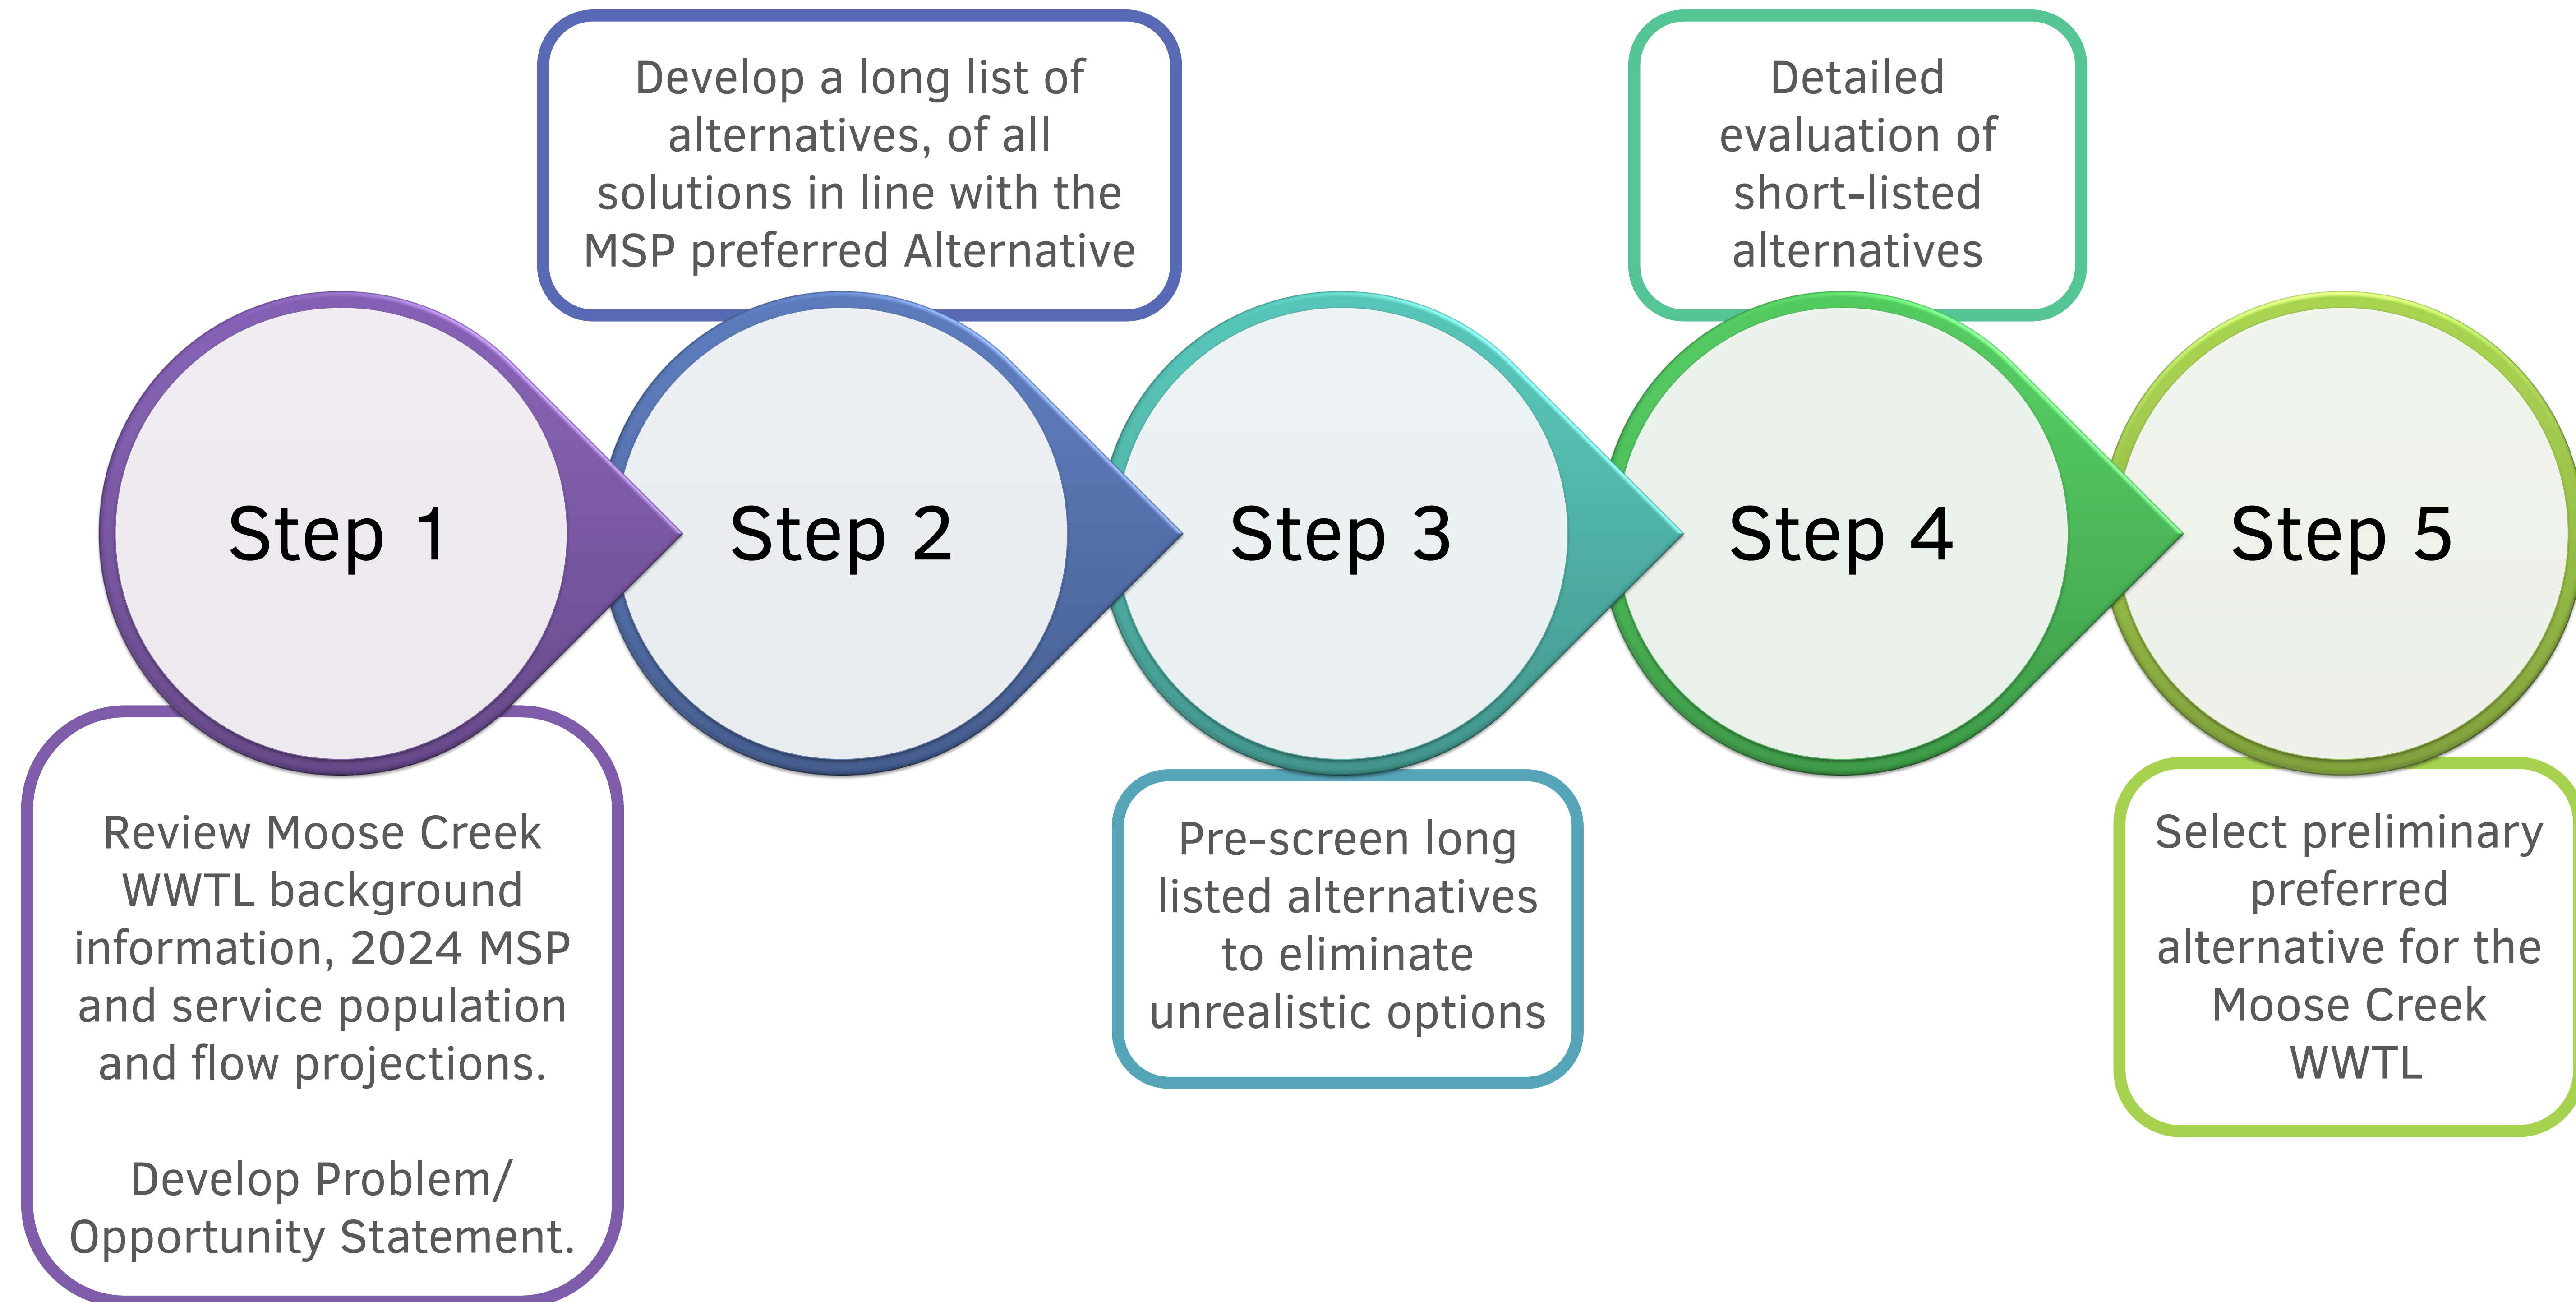 Develop a long list of
alternatives, of all
solutions in line with the
MSP preferred Alternative
Detailed
evaluation of
short-listed
alternatives
Step 1
Step 2
Step 3
Step 4
Step 5
Review Moose Creek
WWTL background
information, 2024 MSP
and service population
and flow projections.
Develop Problem/
Opportunity Statement.
Pre-screen long
listed alternatives
to eliminate
unrealistic options
Select preliminary
preferred
alternative for the
Moose Creek
WWTL